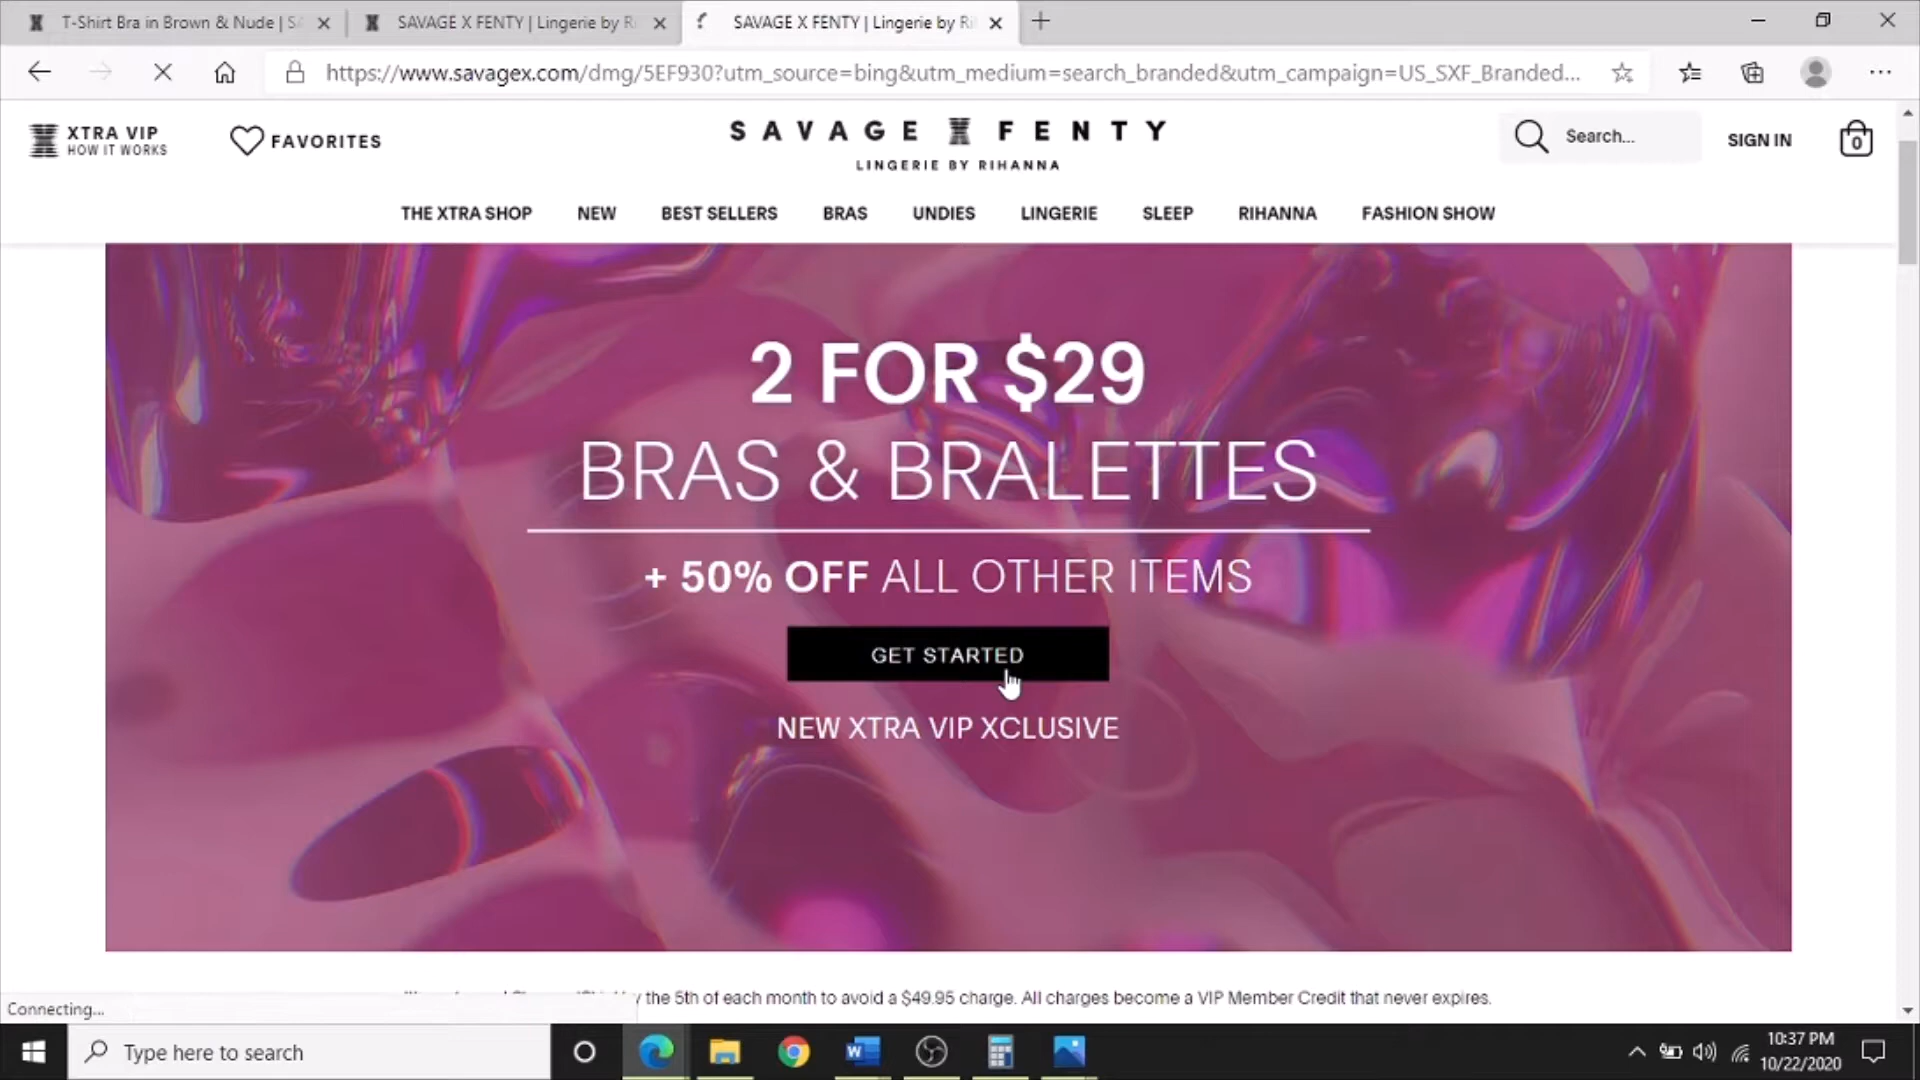 T-Shirt Bra in Brown & Nude | SA
SAVAGE X FENTY | Lingerie by Ri
SAVAGE X FENTY | Lingerie by Ri
https://www.savagex.com/dmg/5EF930?utm_source=bing&utm_medium=search_branded&utm_campaign=US_SXF_Branded...
XTRA VIP
HOW IT WORKS
FAVORITES
SAVAGE X FENTY
LINGERIE BY RIHANNA
Search...
SIGN IN
0
THE XTRA SHOP NEW BEST SELLERS BRAS UNDIES LINGERIE SLEEP RIHANNA FASHION SHOW
2 FOR $29
BRAS & BRALETTES
+ 50% OFF ALL OTHER ITEMS
GET STARTED
NEW XTRA VIP XCLUSIVE
the 5th of each month to avoid a $49.95 charge. All charges become a VIP Member Credit that never expires.
Connecting...
Type here to search
10:37 PM
10/22/2020